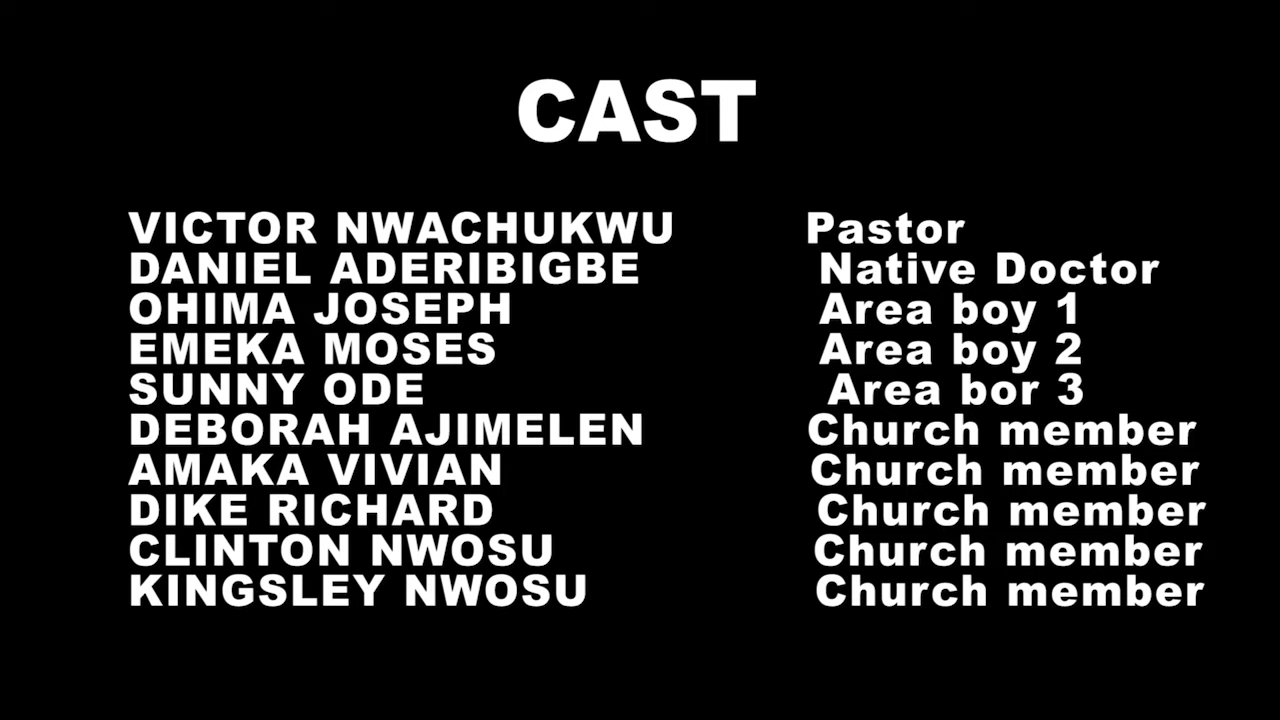 CAST
VICTOR NWACHUKWU Pastor
DANIEL ADERIBIGBE Native Doctor
OHIMA JOSEPH Area boy 1
EMEKA MOSES Area boy 2
SUNNY ODE Area bor 3
DEBORAH AJIMELEN Church member
AMAKA VIVIAN Church member
DIKE RICHARD Church member
CLINTON NWOSU Church member
KINGSLEY NWOSU Church member